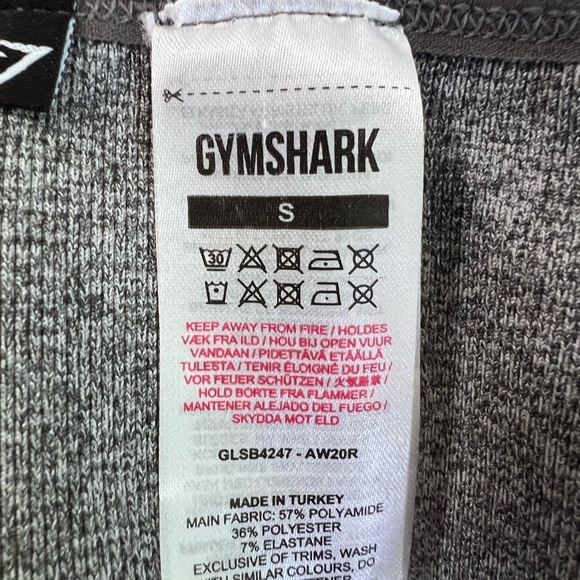 GYMSHARK
S
30
KEEP AWAY FROM FIRE / HOLDES
VÆK FRA ILD / HOU BIJ OPEN VUUR
VANDAAN / PIDETTÄVÄ ETÄÄLLÄ
TULESTA / TENIR ÉLOIGNÉ DU FEU /
VOR FEUER SCHÜTZEN / 火気厳禁 /
HOLD BORTE FRA FLAMMER /
MANTENER ALEJADO DEL FUEGO /
SKYDDA MOT ELD
GLSB4247 - AW20R
MADE IN TURKEY
MAIN FABRIC: 57% POLYAMIDE
36% POLYESTER
7% ELASTANE
EXCLUSIVE OF TRIMS, WASH
WITH SIMILAR COLOURS, DO